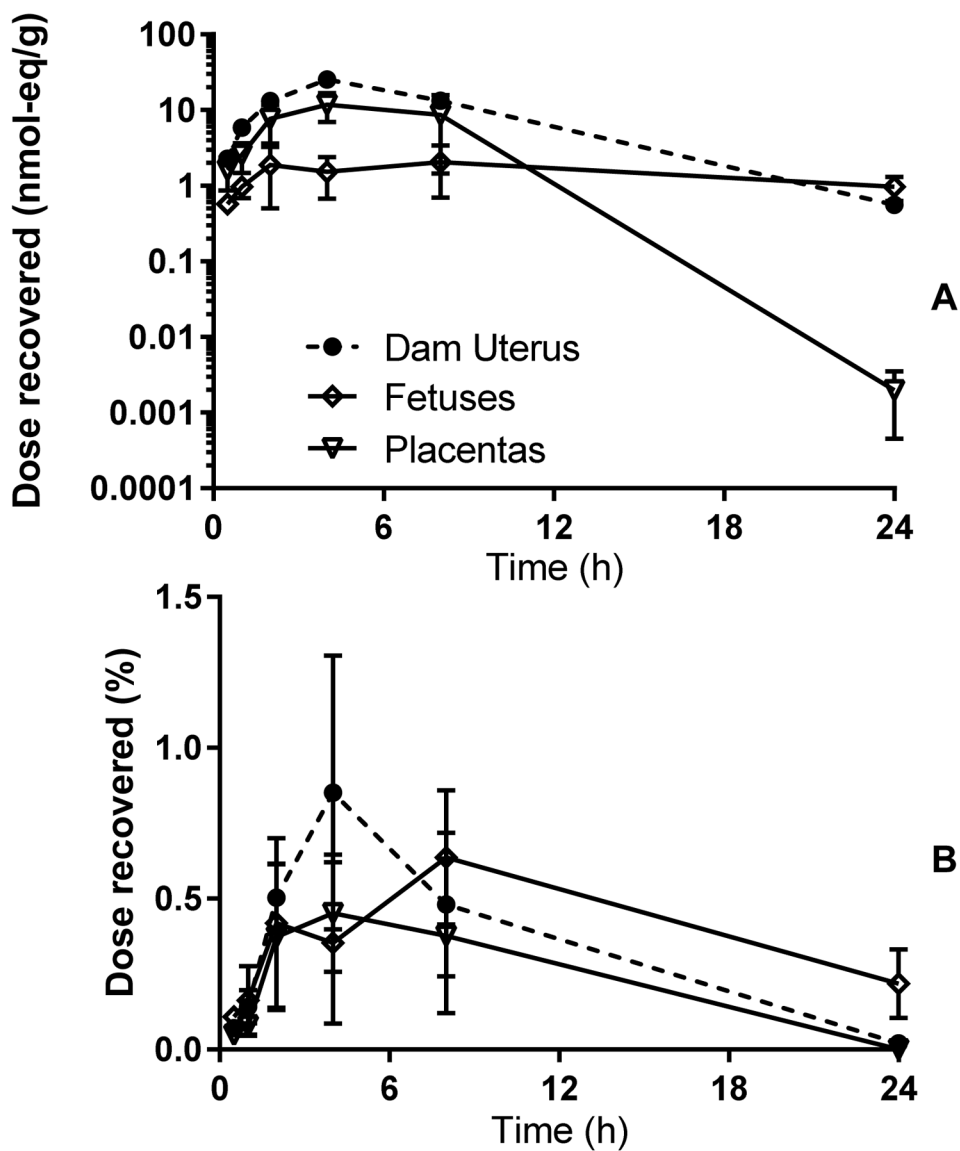 Dose recovered (nmol-eq/g)
100
10
1
0.1
0.01
0.001
0.0001
Dam Uterus
Fetuses
Placentas
A
0 6 12 18 24
Time (h)
Dose recovered (%)
1.5
1.0
0.5
0.0
B
0 6 12 18 24
Time (h)